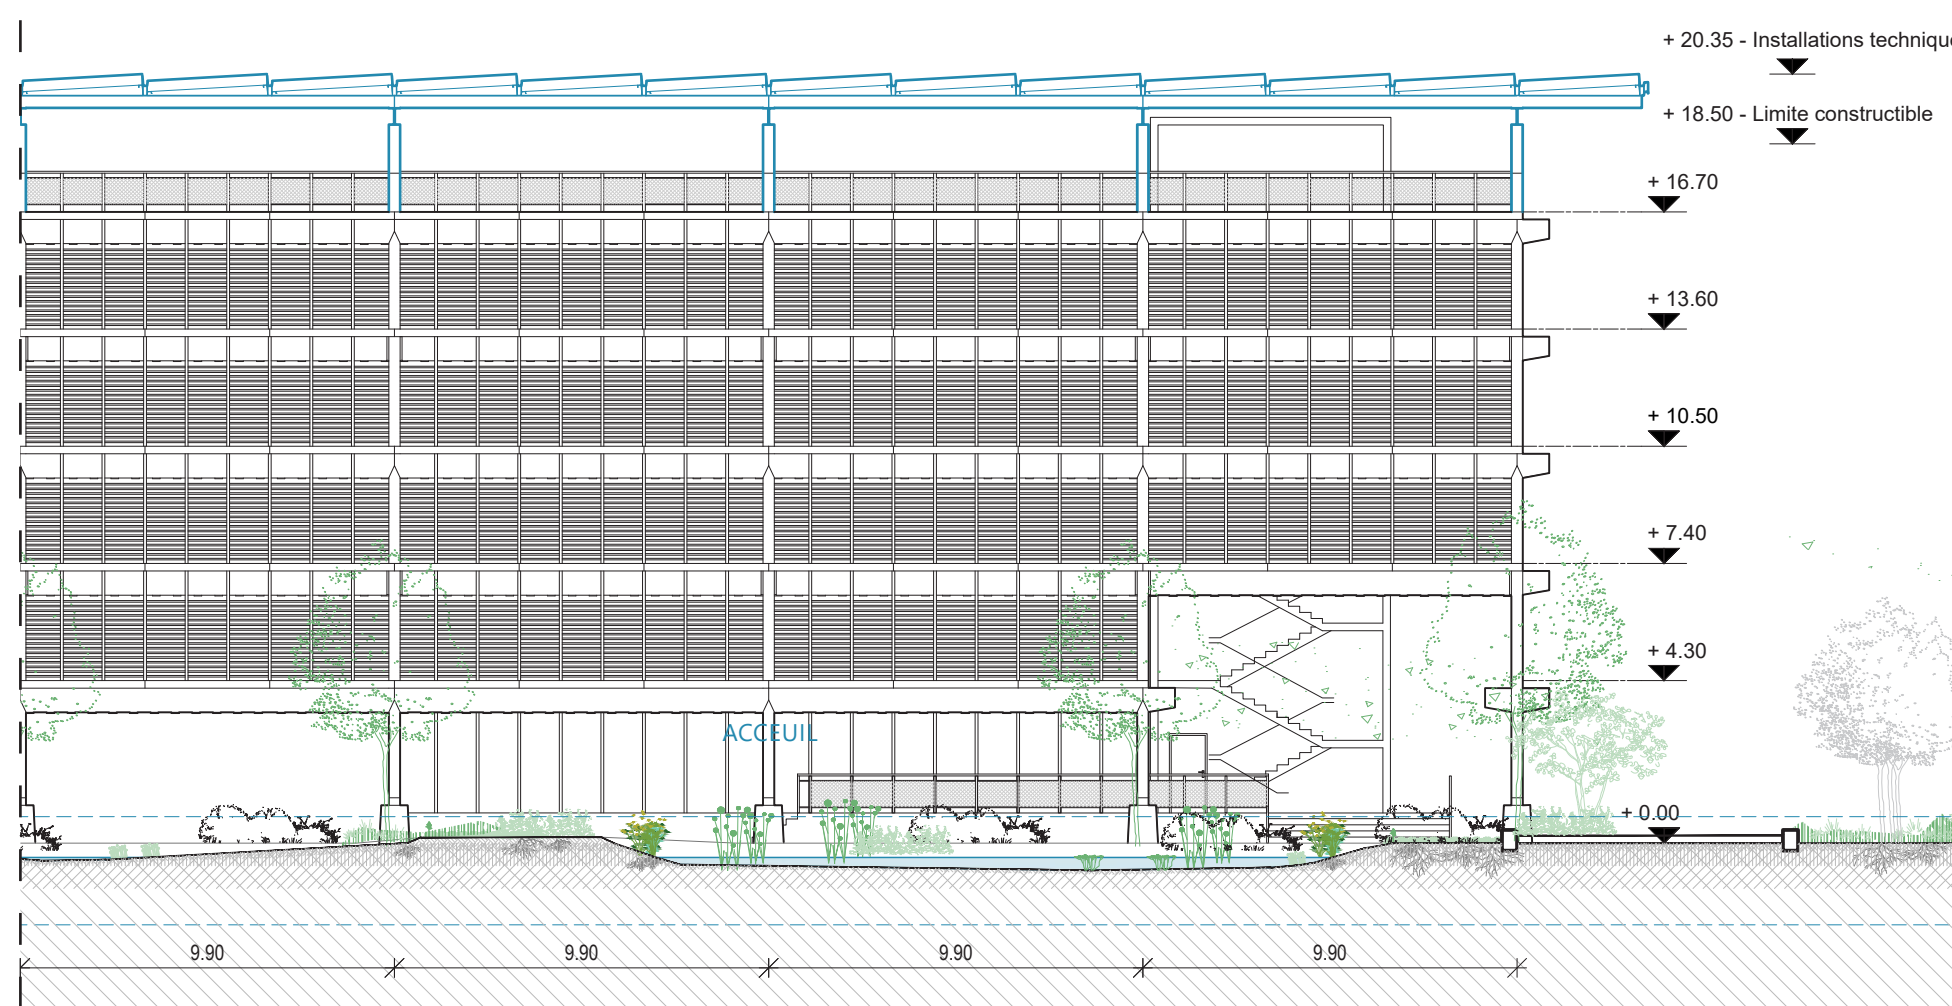 + 20.35 - Installations technique
+ 18.50 - Limite constructible
+ 16.70
+ 13.60
+ 10.50
+ 7.40
+ 4.30
ACCEUIL
+ 0.00
9.90 9.90 9.90 9.90